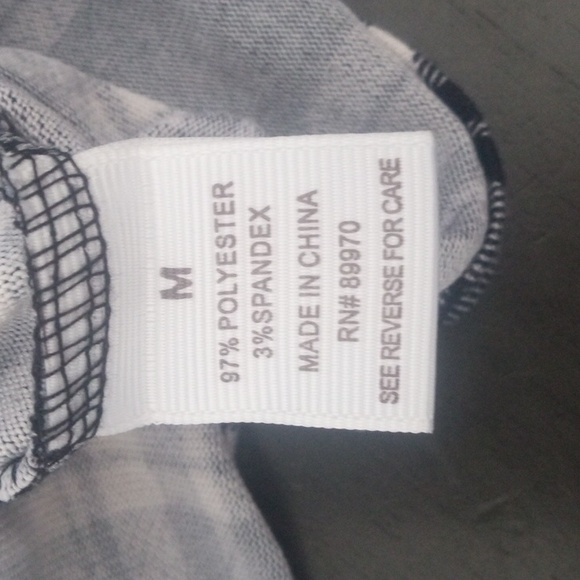 M
97% POLYESTER
3%SPANDEX
MADE IN CHINA
RN# 89970
SEE REVERSE FOR CARE